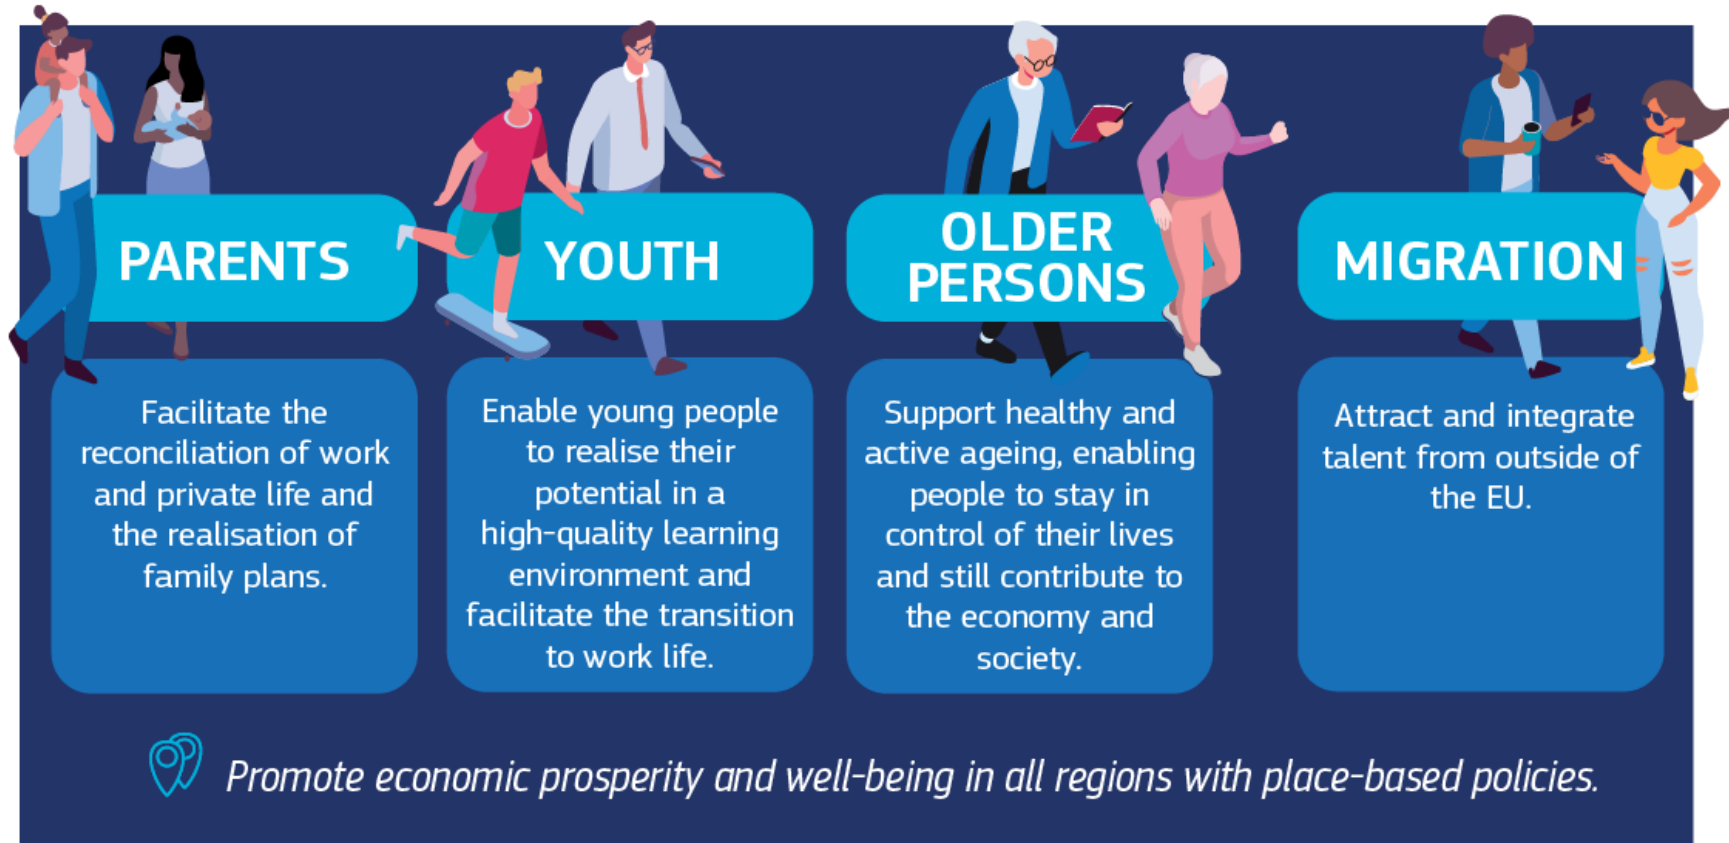 PARENTS
Facilitate the
reconciliation of work
and private life and
the realisation of
family plans.
YOUTH
Enable young people
to realise their
potential in a
high-quality learning
environment and
facilitate the transition
to work life.
OLDER
PERSONS
Support healthy and
active ageing, enabling
people to stay in
control of their lives
and still contribute to
the economy and
society.
MIGRATION
Attract and integrate
talent from outside of
the EU.
Promote economic prosperity and well-being in all regions with place-based policies.